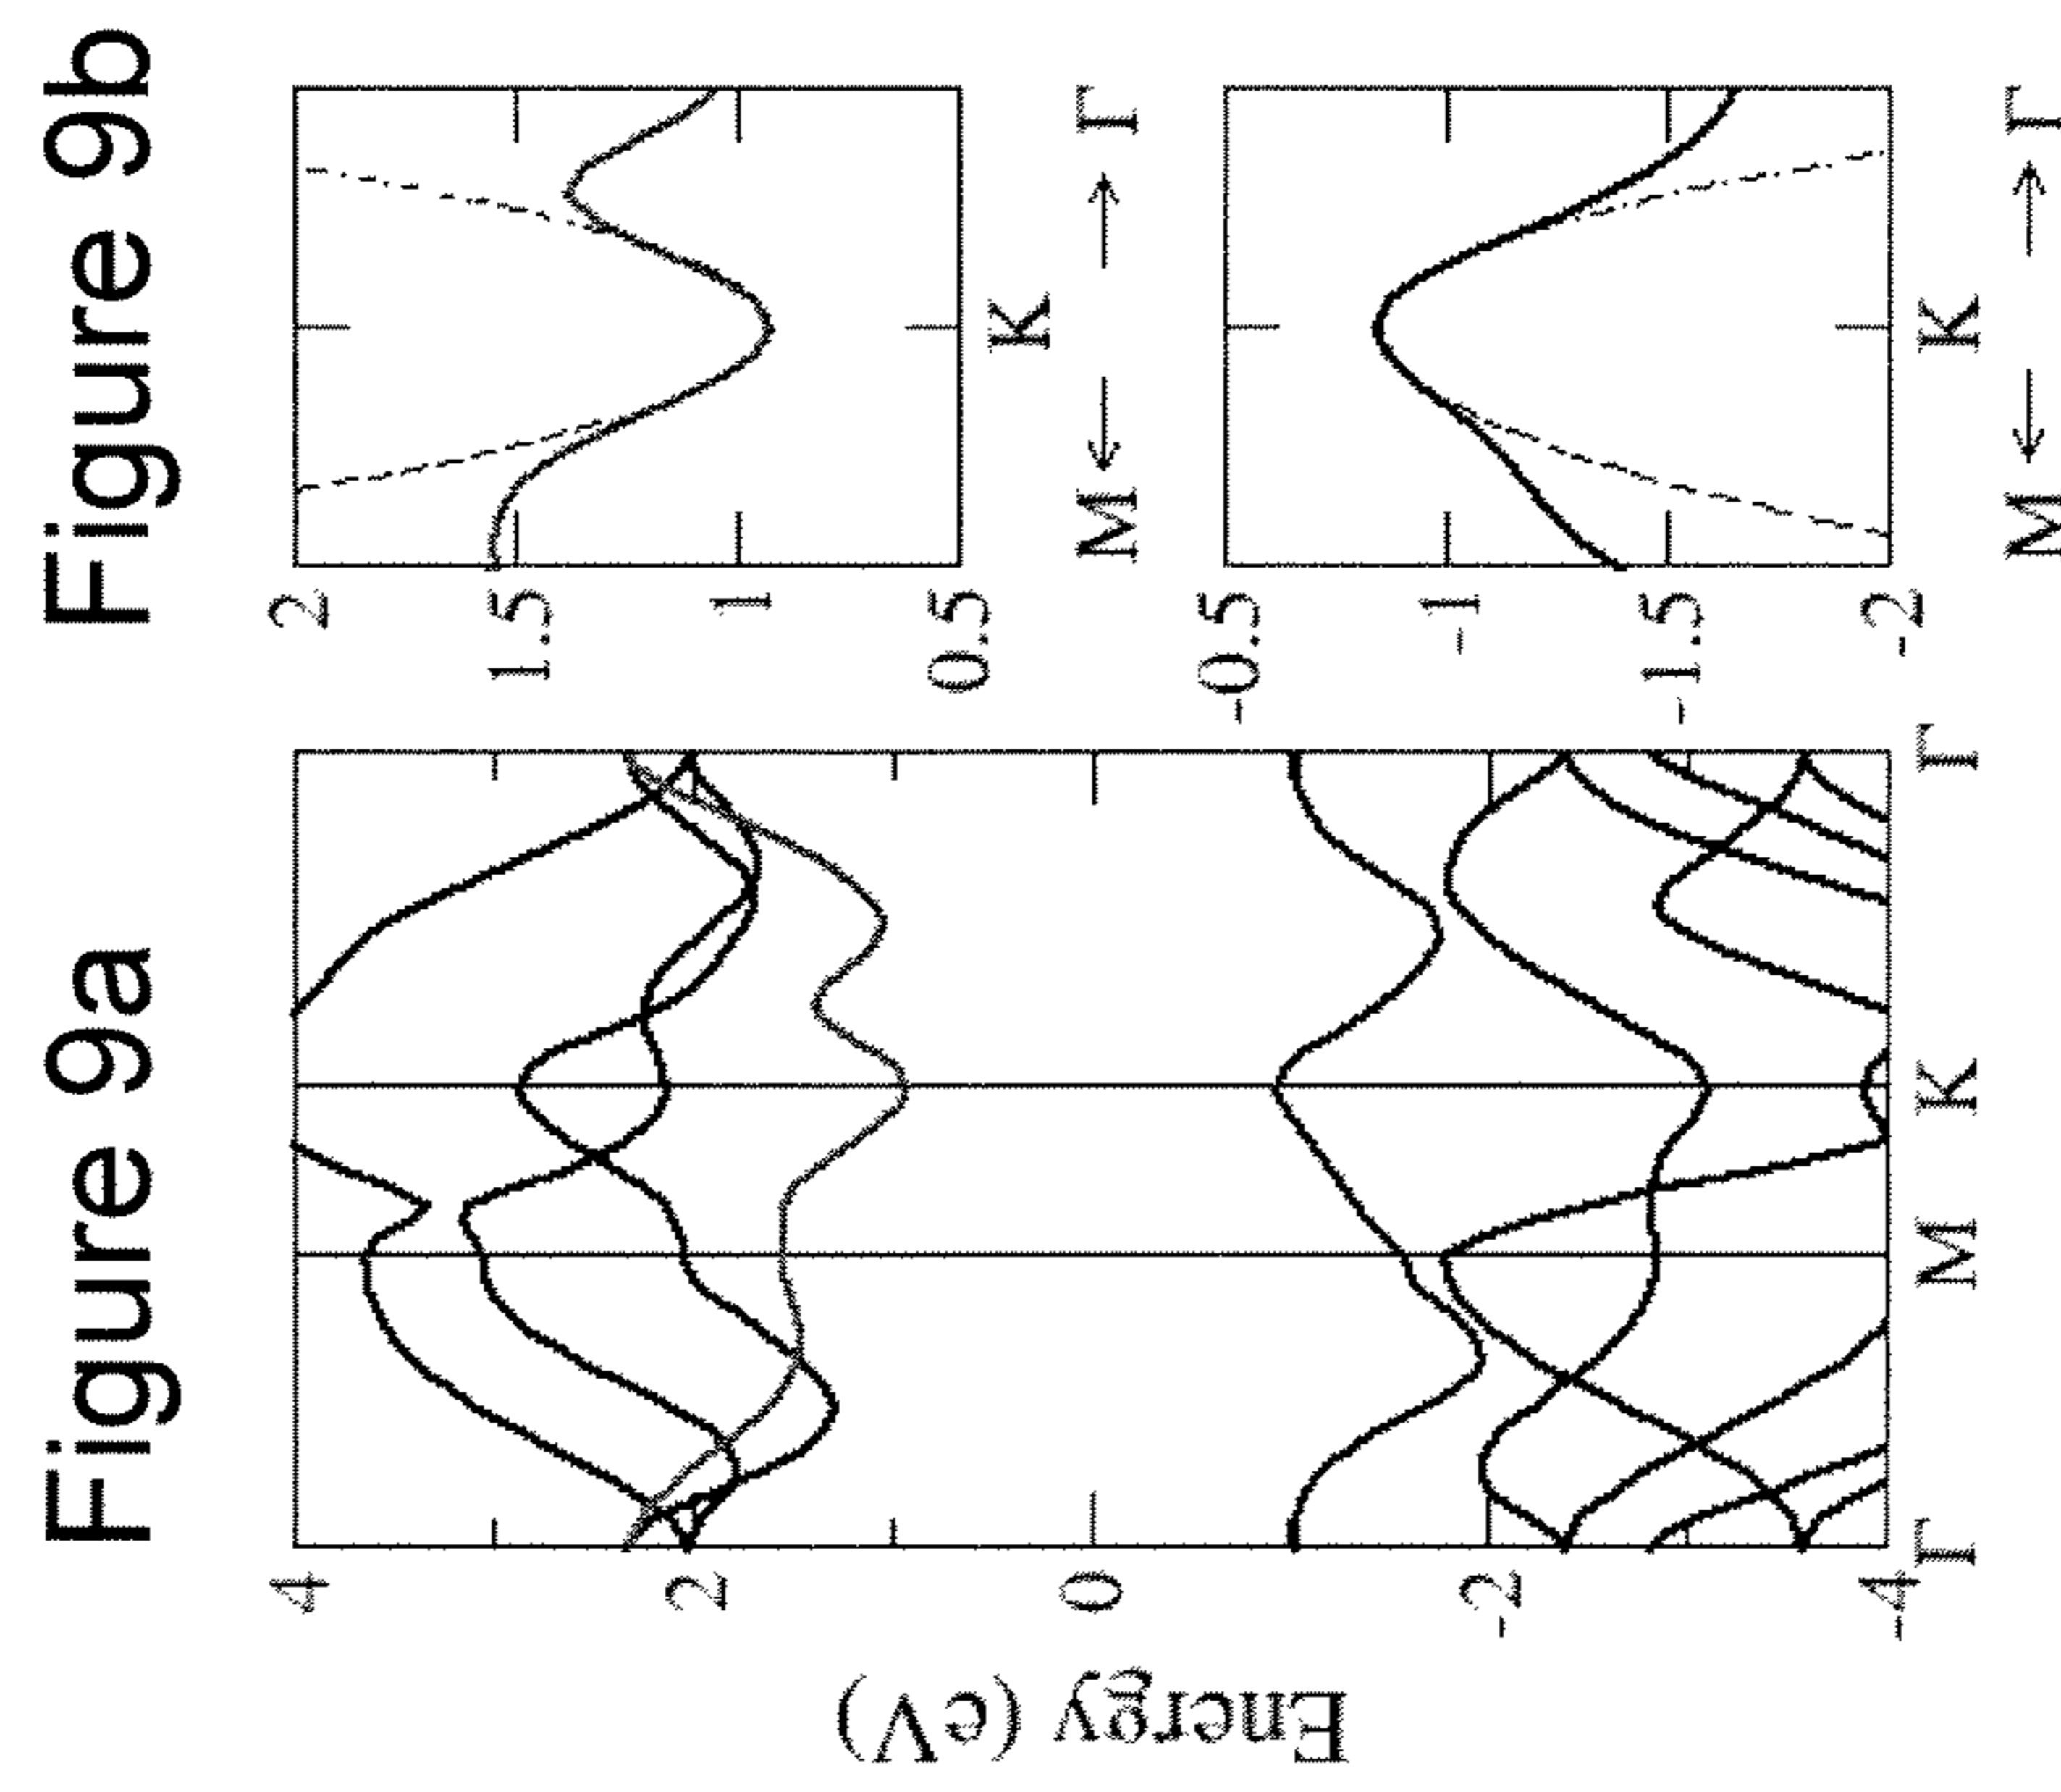 Figure 9a
Figure 9b
Energy (eV)
4
2
0
-2
-4
Γ
M
K
Γ
2
1.5
1
0.5
M ← K → Γ
-0.5
-1
-1.5
-2
M ← K → Γ